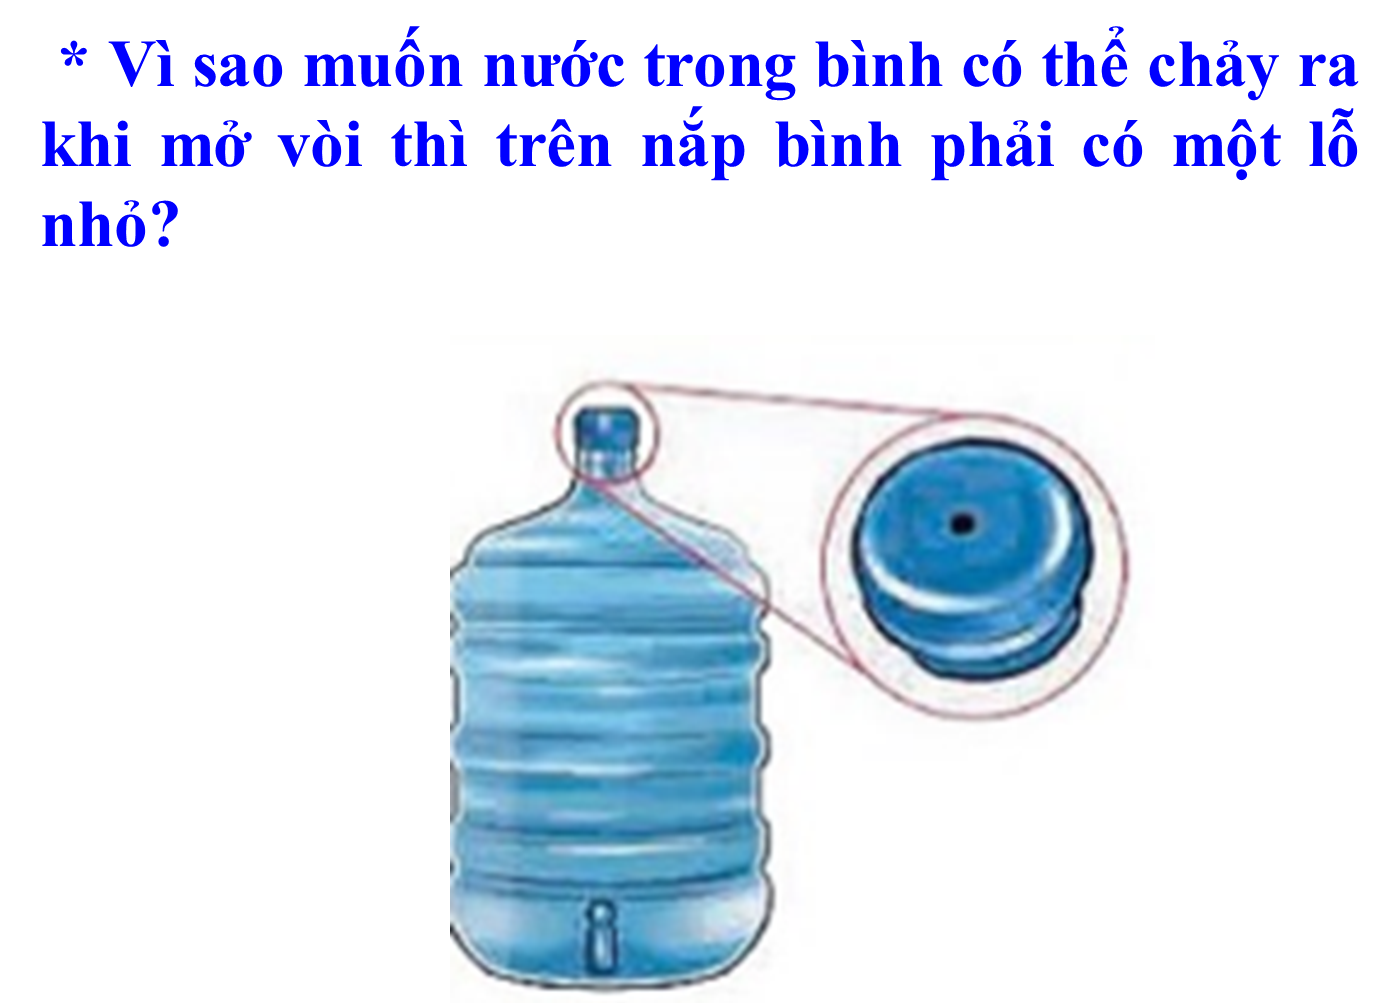 * Vì sao muốn nước trong bình có thể chảy ra
khi mở vòi thì trên nắp bình phải có một lỗ
nhỏ?